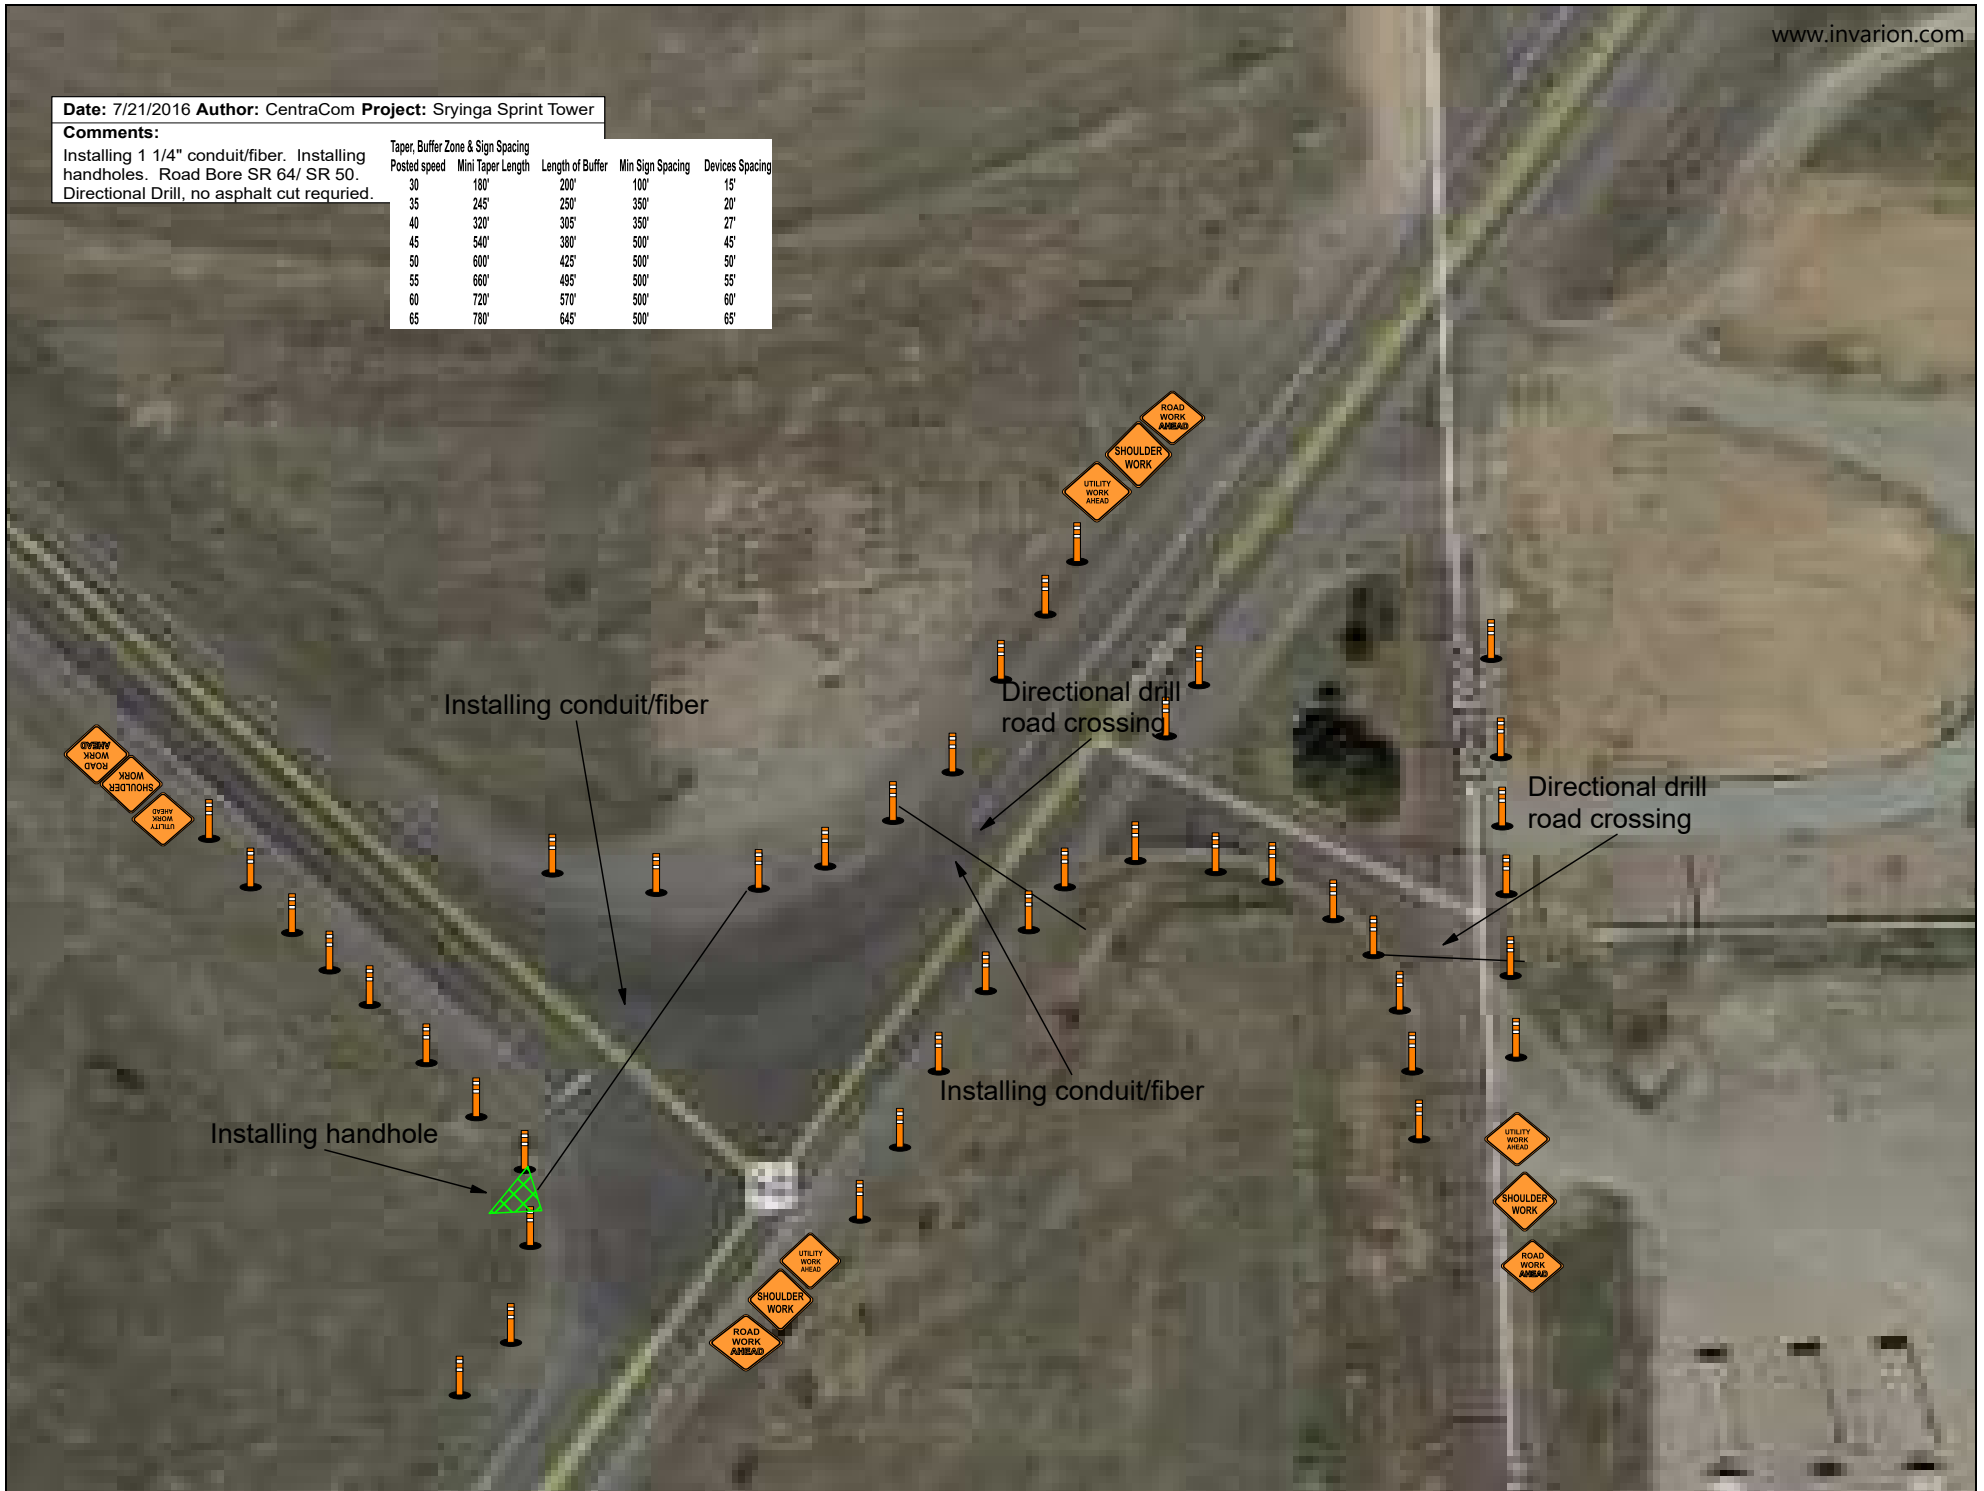 www.invarion.com
Date: 7/21/2016 Author: CentraCom Project: Sryinga Sprint Tower
Comments:
Installing 1 1/4" conduit/fiber. Installing
handholes. Road Bore SR 64/ SR 50.
Directional Drill, no asphalt cut requried.
Taper, Buffer Zone & Sign Spacing
Posted speed Mini Taper Length Length of Buffer Min Sign Spacing Devices Spacing
30 180' 200' 100' 15'
35 245' 250' 350' 20'
40 320' 305' 350' 27'
45 540' 380' 500' 45'
50 600' 425' 500' 50'
55 660' 495' 500' 55'
60 720' 570' 500' 60'
65 780' 645' 500' 65'
ROAD
WORK
AHEAD
SHOULDER
WORK
UTILITY
WORK
AHEAD
Directional drill
road crossing
Installing conduit/fiber
ROAD
WORK
AHEAD
SHOULDER
WORK
UTILITY
WORK
AHEAD
Directional drill
road crossing
Installing conduit/fiber
Installing handhole
UTILITY
WORK
AHEAD
SHOULDER
WORK
ROAD
WORK
AHEAD
UTILITY
WORK
AHEAD
SHOULDER
WORK
ROAD
WORK
AHEAD